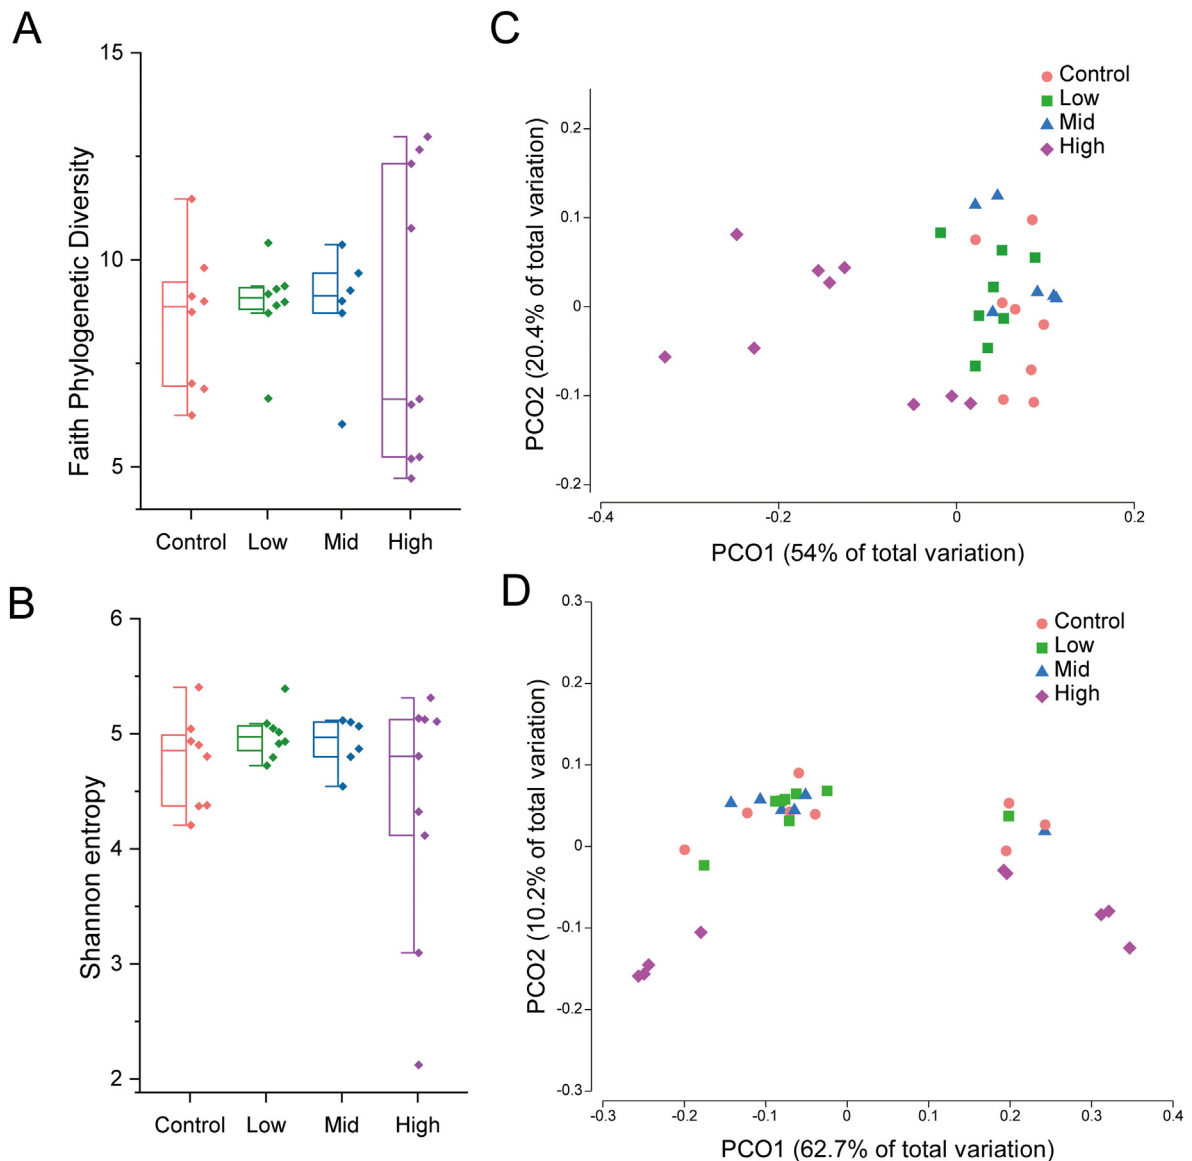 A
Faith Phylogenetic Diversity
15
10
5
Control Low Mid High
C
Control
Low
Mid
High
PCO2 (20.4% of total variation)
0.2
0.1
0
-0.1
-0.2
-0.4 -0.2 0 0.2
PCO1 (54% of total variation)
B
Shannon entropy
6
5
4
3
2
Control Low Mid High
D
Control
Low
Mid
High
PCO2 (10.2% of total variation)
0.3
0.2
0.1
0
-0.1
-0.2
-0.3
-0.3 -0.2 -0.1 0 0.1 0.2 0.3 0.4
PCO1 (62.7% of total variation)